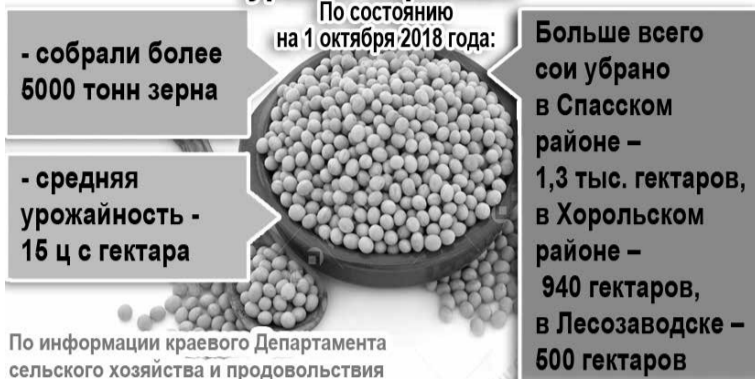 По состоянию
на 1 октября 2018 года:
- собрали более
5000 тонн зерна
- средняя
урожайность -
15 ц с гектара
Больше всего
сои убрано
в Спасском
районе –
1,3 тыс. гектаров,
в Хорольском
районе –
940 гектаров,
в Лесозаводске –
500 гектаров
По информации краевого Департамента
сельского хозяйства и продовольствия